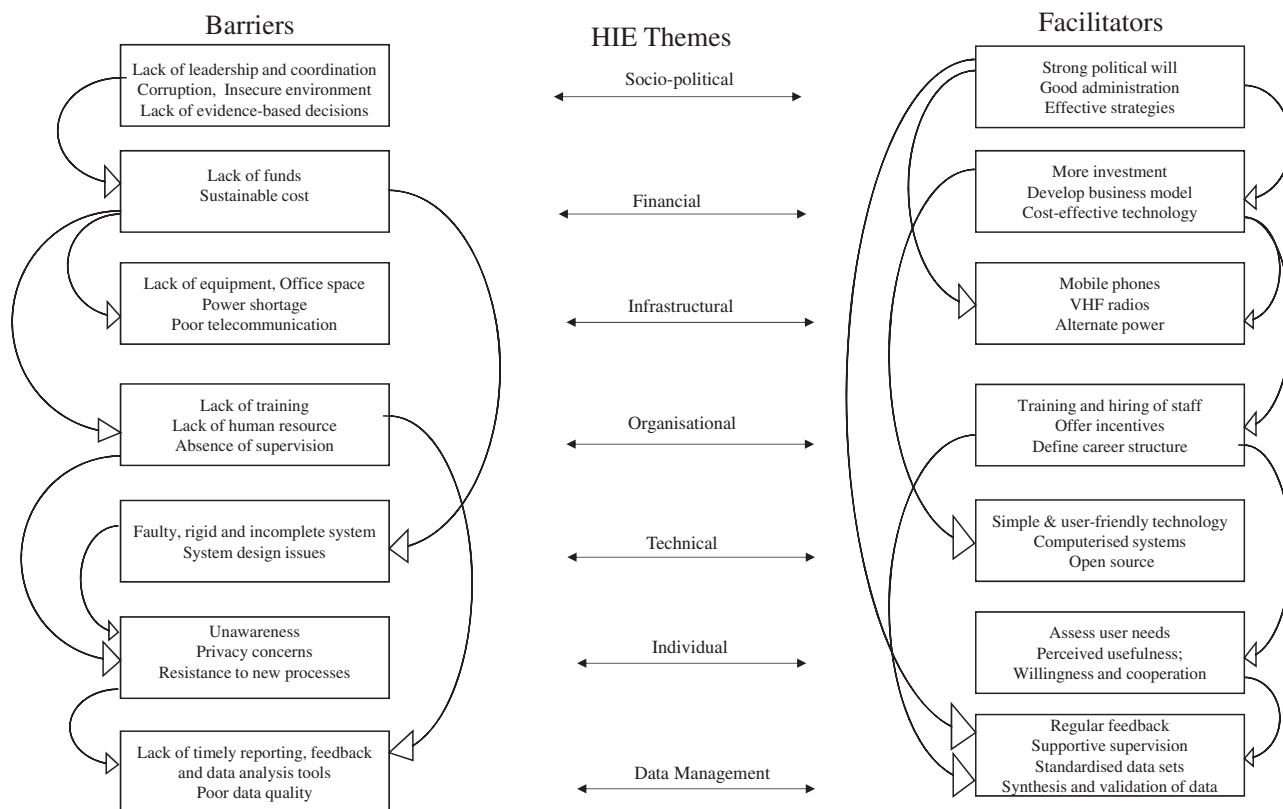 Barriers
HIE Themes
Facilitators
Lack of leadership and coordination
Corruption, Insecure environment
Lack of evidence-based decisions
Socio-political
Strong political will
Good administration
Effective strategies
Lack of funds
Sustainable cost
Financial
More investment
Develop business model
Cost-effective technology
Lack of equipment, Office space
Power shortage
Poor telecommunication
Infrastructural
Mobile phones
VHF radios
Alternate power
Lack of training
Lack of human resource
Absence of supervision
Organisational
Training and hiring of staff
Offer incentives
Define career structure
Faulty, rigid and incomplete system
System design issues
Technical
Simple & user-friendly technology
Computerised systems
Open source
Unawareness
Privacy concerns
Resistance to new processes
Individual
Assess user needs
Perceived usefulness;
Willingness and cooperation
Lack of timely reporting, feedback
and data analysis tools
Poor data quality
Data Management
Regular feedback
Supportive supervision
Standardised data sets
Synthesis and validation of data